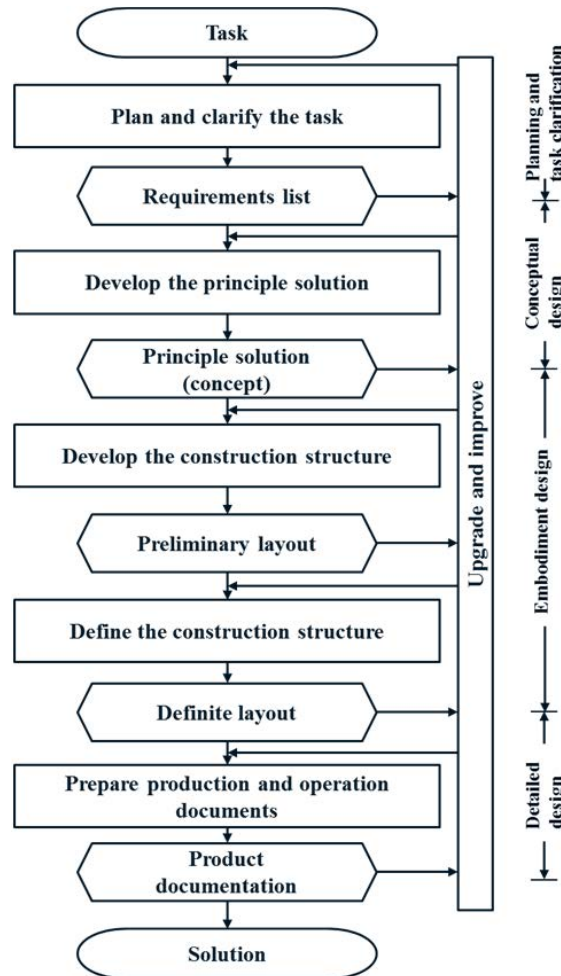 Task
Plan and clarify the task
Requirements list
Develop the principle solution
Principle solution
(concept)
Develop the construction structure
Preliminary layout
Define the construction structure
Definite layout
Prepare production and operation
documents
Product
documentation
Solution
Upgrade and improve
Planning and
task clarification
Conceptual
design
Embodiment design
Detailed
design